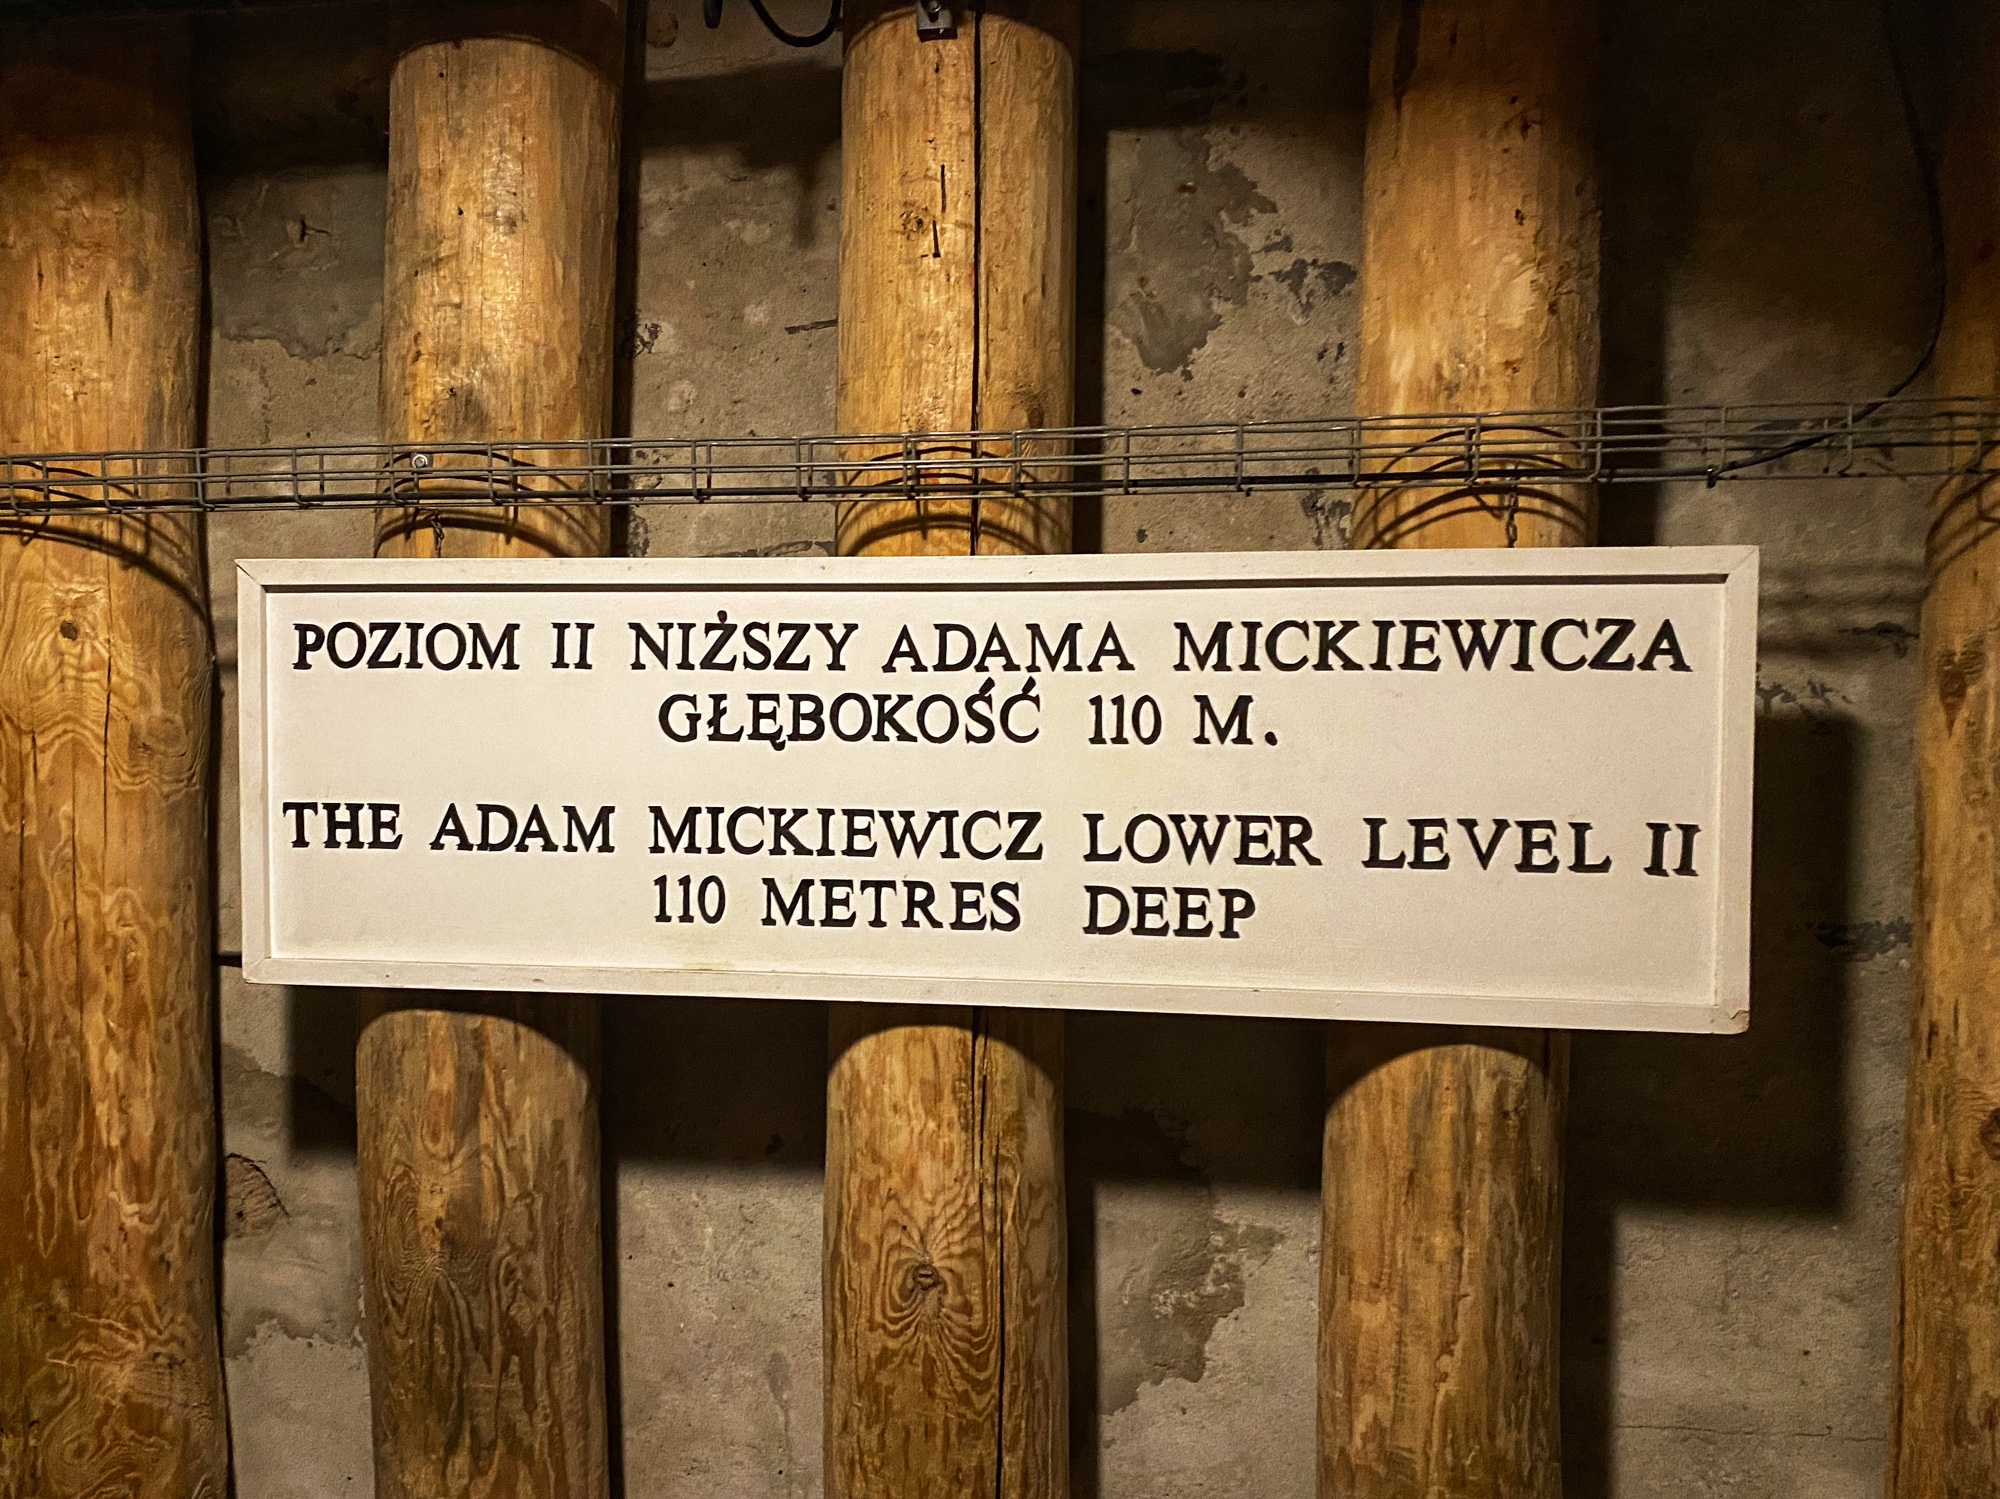 POZIOM II NIŻSZY ADAMA MICKIEWICZA
GŁĘBOKOŚĆ 110 M.
THE ADAM MICKIEWICZ LOWER LEVEL II
110 METRES DEEP